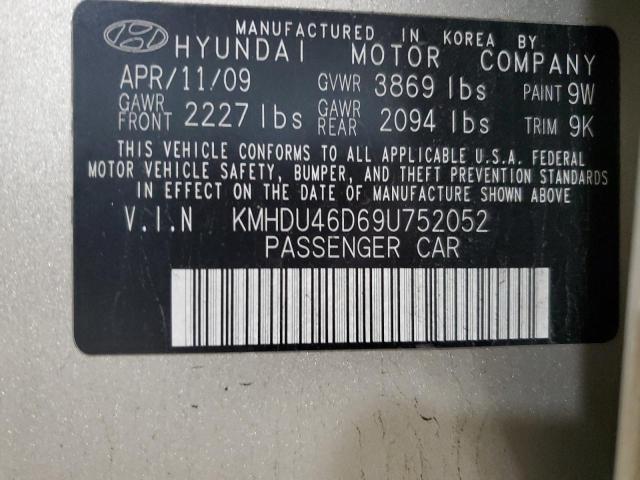 MANUFACTURED IN KOREA BY
HYUNDAI MOTOR COMPANY
APR/11/09 GVWR 3869 lbs PAINT 9W
GAWR FRONT 2227 lbs GAWR REAR 2094 lbs TRIM 9K
THIS VEHICLE CONFORMS TO ALL APPLICABLE U.S.A. FEDERAL
MOTOR VEHICLE SAFETY, BUMPER, AND THEFT PREVENTION STANDARDS
IN EFFECT ON THE DATE OF MANUFACTURE SHOWN ABOVE
V.I.N KMHDU46D69U752052
PASSENGER CAR